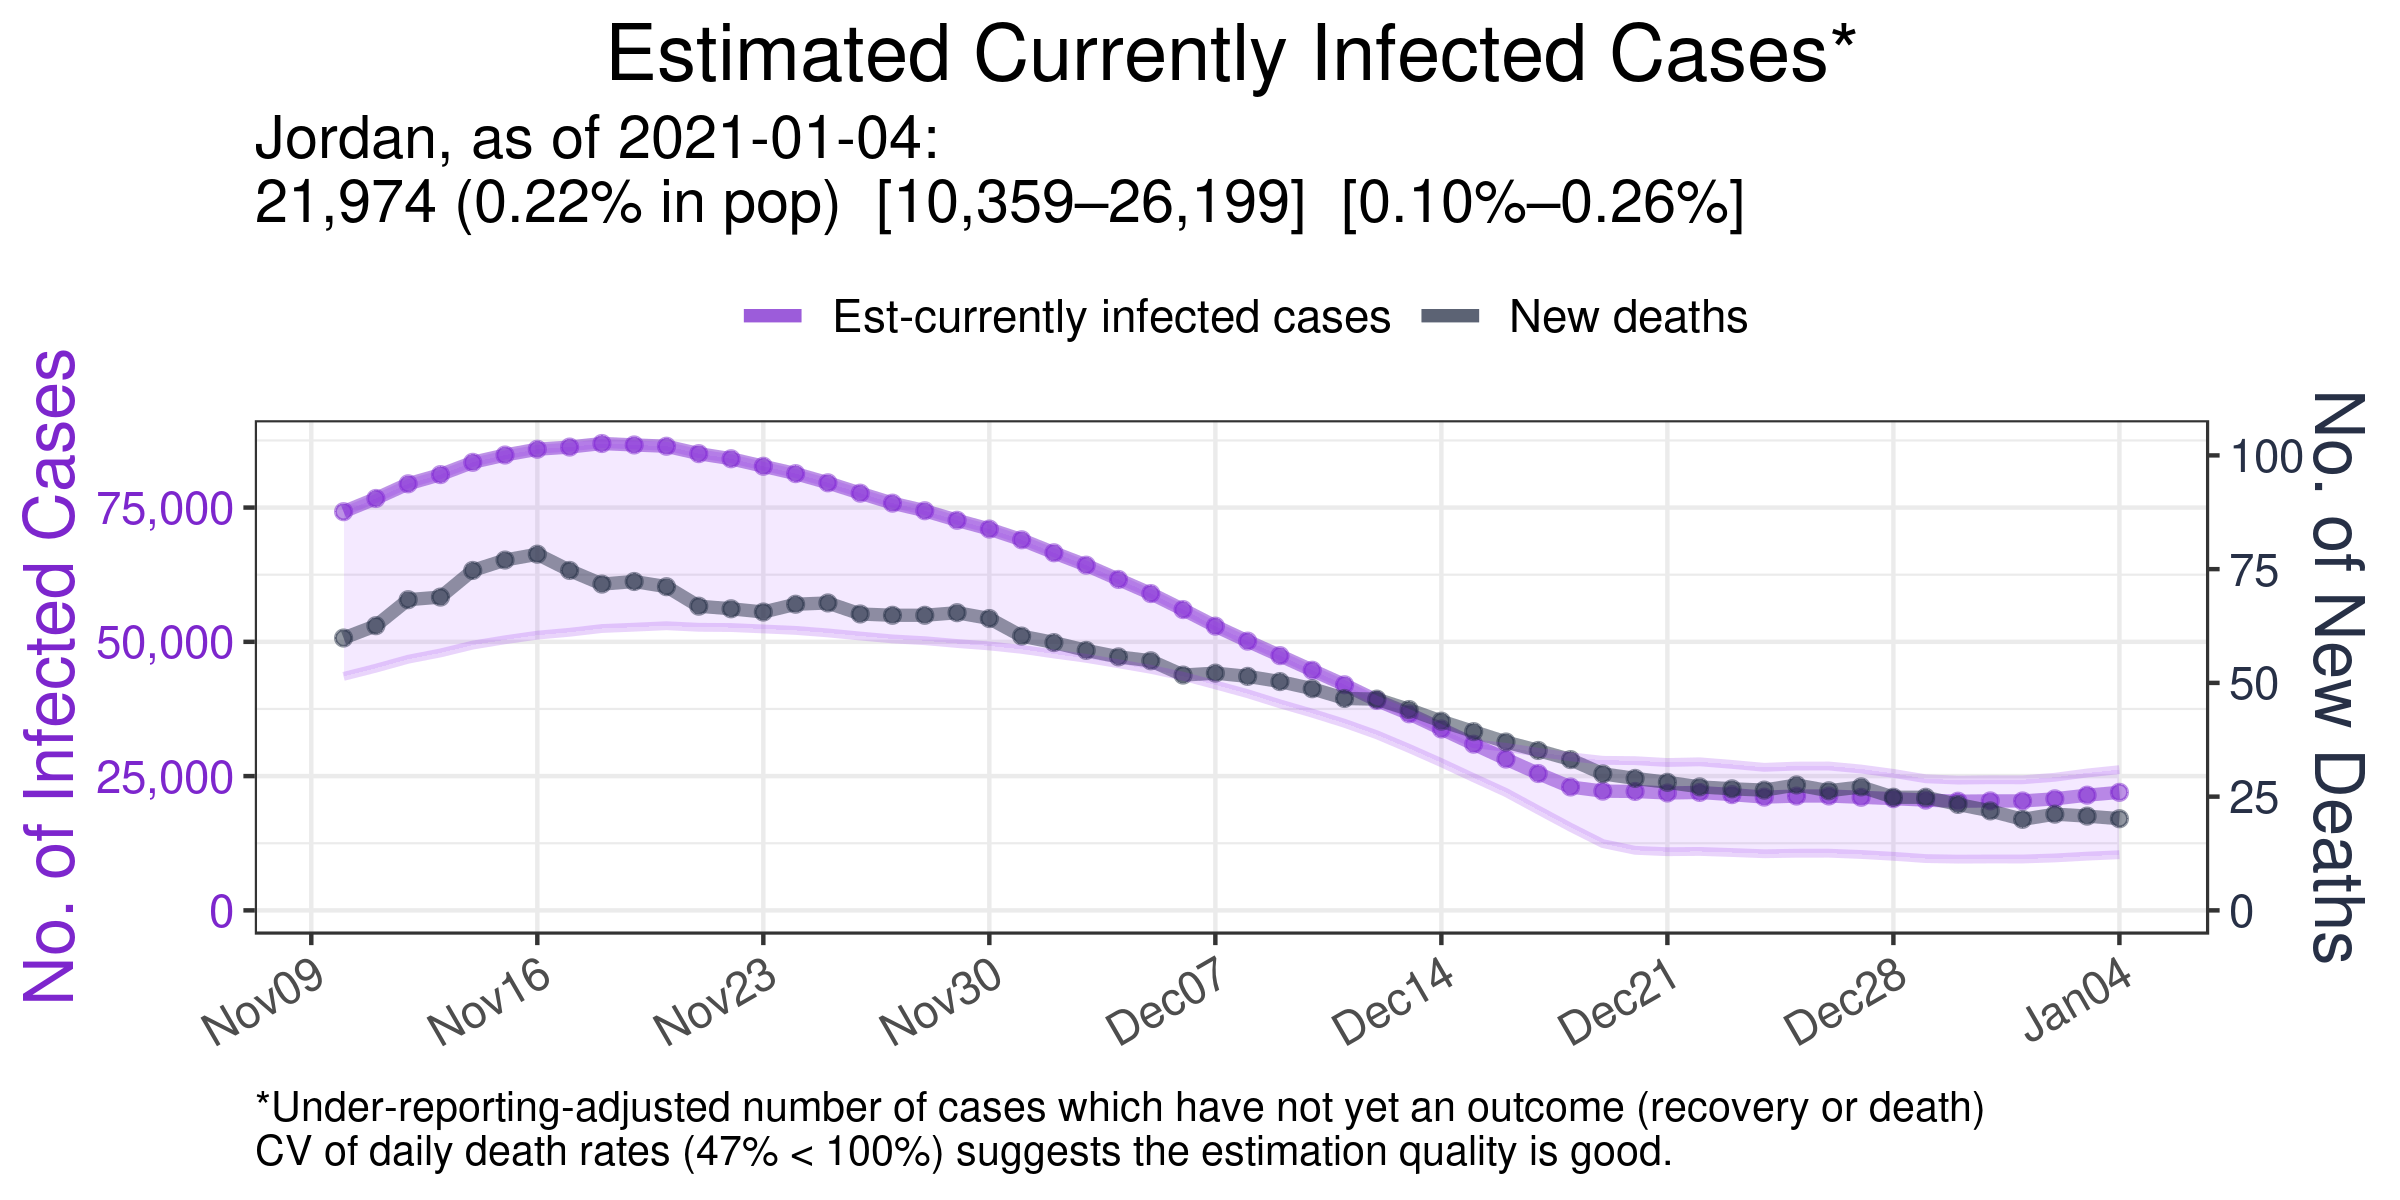 Estimated Currently Infected Cases*
Jordan, as of 2021-01-04:
21,974 (0.22% in pop)  [10,359–26,199]  [0.10%–0.26%]
Est-currently infected cases
New deaths
No. of Infected Cases
75,000
50,000
25,000
0
100
75
50
25
0
No. of New Deaths
Nov09
Nov16
Nov23
Nov30
Dec07
Dec14
Dec21
Dec28
Jan04
*Under-reporting-adjusted number of cases which have not yet an outcome (recovery or death)
CV of daily death rates (47% < 100%) suggests the estimation quality is good.